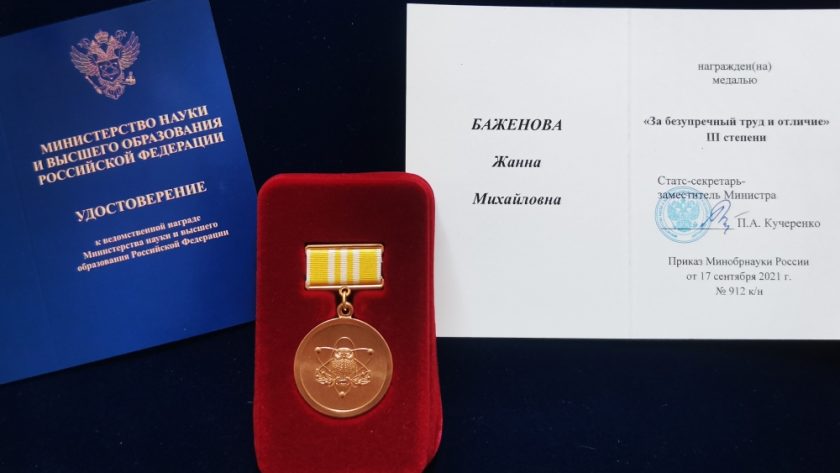 МИНИСТЕРСТВО НАУКИ
И ВЫСШЕГО ОБРАЗОВАНИЯ
РОССИЙСКОЙ ФЕДЕРАЦИИ
УДОСТОВЕРЕНИЕ
к ведомственной награде
Министерства науки и высшего
образования Российской Федерации
БАЖЕНОВА
Жанна
Михайловна
награжден(на)
медалью
«За безупречный труд и отличие»
III степени
Статс-секретарь-
заместитель Министра
П.А. Кучеренко
Приказ Минобрнауки России
от 17 сентября 2021 г.
№ 912 к/н